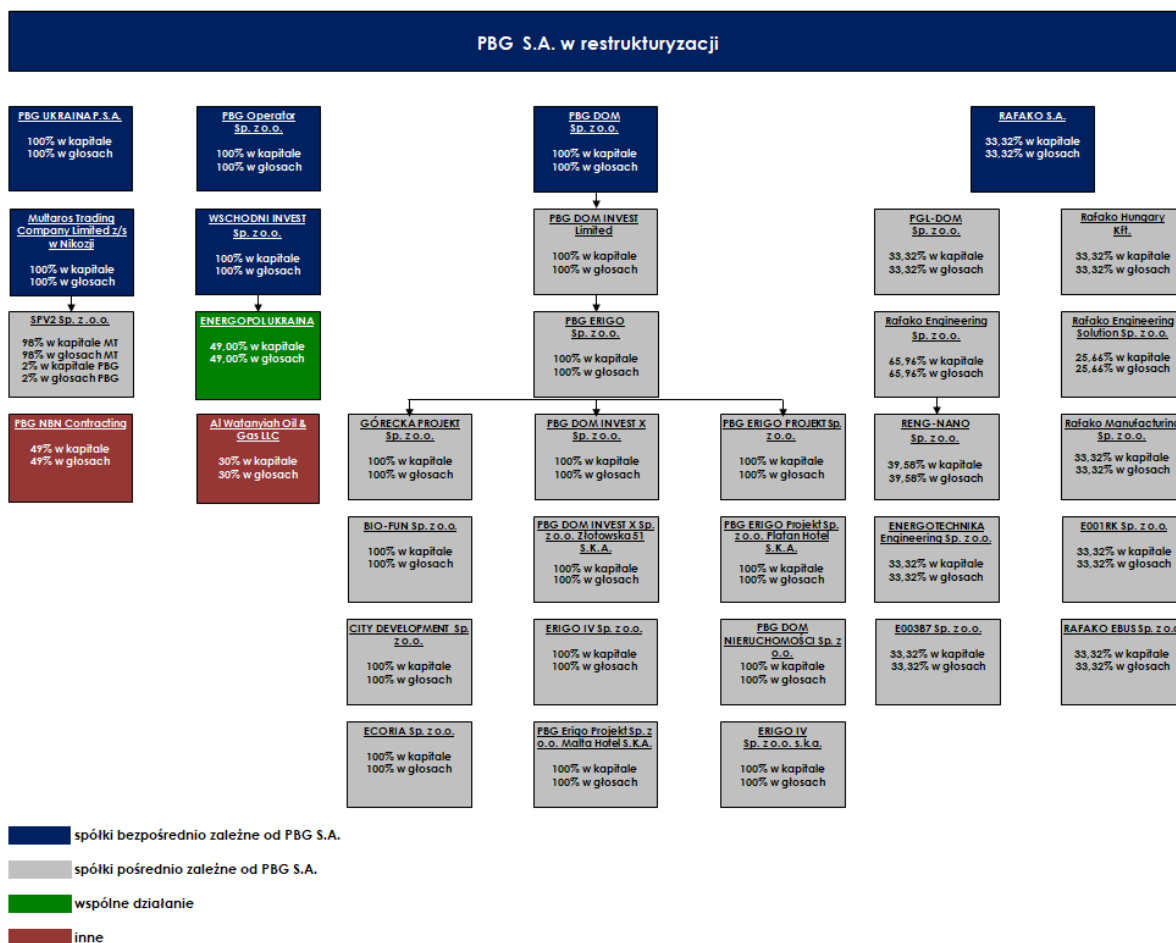 PBG S.A. w restrukturyzacji
PBG UKRAINA P.S.A.
100% w kapitale
100% w głosach
PBG Operator
Sp. z o.o.
100% w kapitale
100% w głosach
PBG DOM
Sp. z o.o.
100% w kapitale
100% w głosach
RAFAKO S.A.
33,32% w kapitale
33,32% w głosach
Multaros Trading
Company Limited z/s
w Nikozji
100% w kapitale
100% w głosach
WSCHODNI INVEST
Sp. z o.o.
100% w kapitale
100% w głosach
PBG DOM INVEST
Limited
100% w kapitale
100% w głosach
PGL-DOM
Sp. z o.o.
33,32% w kapitale
33,32% w głosach
Rafako Hungary
Kft.
33,32% w kapitale
33,32% w głosach
SPV2 Sp. z .o.o.
98% w kapitale MT
98% w głosach MT
2% w kapitale PBG
2% w głosach PBG
ENERGOPOL UKRAINA
49,00% w kapitale
49,00% w głosach
PBG ERIGO
Sp. z o.o.
100% w kapitale
100% w głosach
Rafako Engineering
Sp. z o.o.
65,96% w kapitale
65,96% w głosach
Rafako Engineering
Solution Sp. z o.o.
25,66% w kapitale
25,66% w głosach
PBG NBN Contracting
49% w kapitale
49% w głosach
Al Watanyiah Oil &
Gas LLC
30% w kapitale
30% w głosach
GÓRECKA PROJEKT
Sp. z o.o.
100% w kapitale
100% w głosach
PBG DOM INVEST X
Sp. z o.o.
100% w kapitale
100% w głosach
PBG ERIGO PROJEKT Sp.
z o.o.
100% w kapitale
100% w głosach
RENG-NANO
Sp. z o.o.
39,58% w kapitale
39,58% w głosach
Rafako Manufacturing
Sp. z o.o.
33,32% w kapitale
33,32% w głosach
BIO-FUN Sp. z o.o.
100% w kapitale
100% w głosach
PBG DOM INVEST X Sp.
z o.o. Złotowska 51
S.K.A.
100% w kapitale
100% w głosach
PBG ERIGO Projekt Sp.
z o.o. Platan Hotel
S.K.A.
100% w kapitale
100% w głosach
ENERGOTECHNIKA
Engineering Sp. z o.o.
33,32% w kapitale
33,32% w głosach
E001RK Sp. z o.o.
33,32% w kapitale
33,32% w głosach
CITY DEVELOPMENT Sp.
z o.o.
100% w kapitale
100% w głosach
ERIGO IV Sp. z o.o.
100% w kapitale
100% w głosach
PBG DOM
NIERUCHOMOŚCI Sp. z
o.o.
100% w kapitale
100% w głosach
E003B7 Sp. z o.o.
33,32% w kapitale
33,32% w głosach
RAFAKO EBUS Sp. z o.o
33,32% w kapitale
33,32% w głosach
ECORIA Sp. z o.o.
100% w kapitale
100% w głosach
PBG Erigo Projekt Sp. z
o.o. Malta Hotel S.K.A.
100% w kapitale
100% w głosach
ERIGO IV
Sp. z o.o. s.k.a.
100% w kapitale
100% w głosach
spółki bezpośrednio zależne od PBG S.A.
spółki pośrednio zależne od PBG S.A.
wspólne działanie
inne